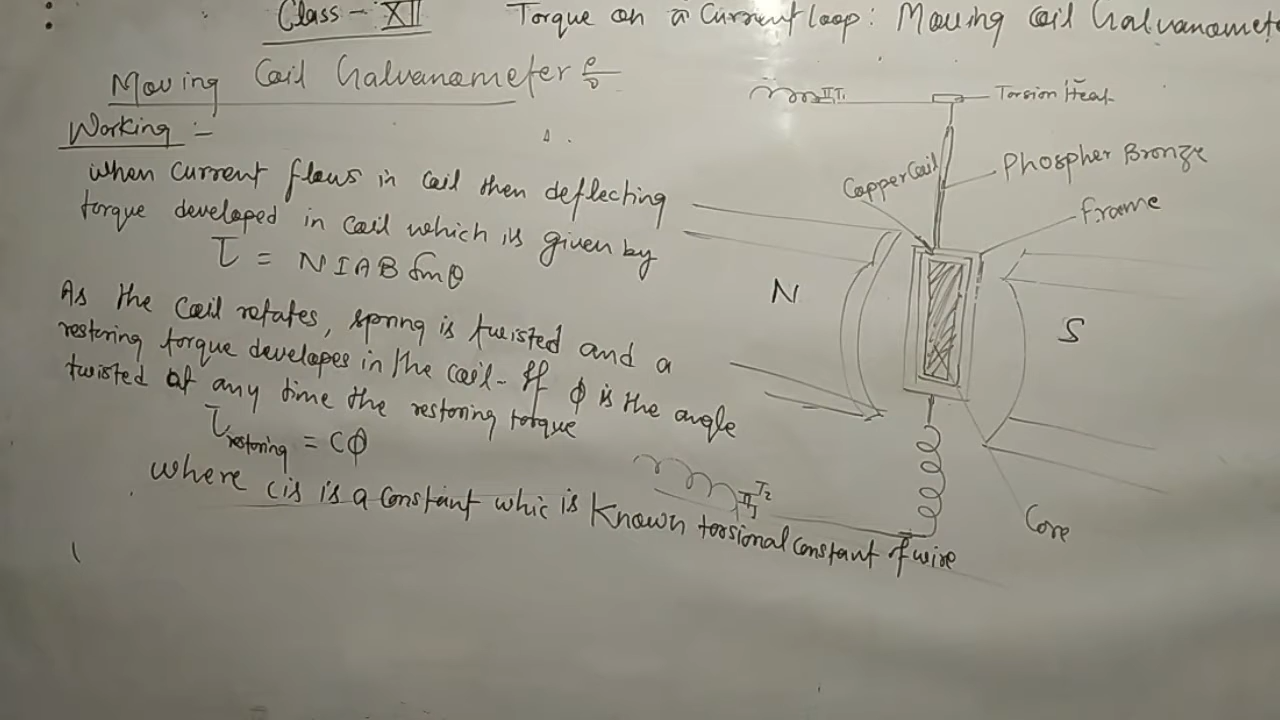 Class - XII Torque on a Current loop: Moving Coil Galvanomete
Moving Coil Galvanometer
Working :-
when current flows in coil then deflecting
torque developed in coil which is given by
τ = NIAB Sinθ
As the Coil rotates, spring is twisted and a
restoring torque developes in the coil- If ϕ is the angle
twisted at any time the restoring torque
τrestoring = Cϕ
where C is is a constant whic is Known torsional constant of wire
T1
Torsion Head
Copper Coil
Phospher Bronze
frame
N
S
T2
Core